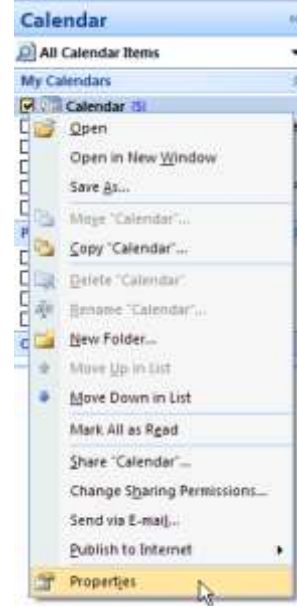 Calendar
All Calendar Items
My Calendars
Calendar (5)
Open
Open in New Window
Save As...
Move "Calendar"...
Copy "Calendar"...
Delete "Calendar"
Rename "Calendar"...
New Folder...
Move Up in List
Move Down in List
Mark All as Read
Share "Calendar"...
Change Sharing Permissions...
Send via E-mail...
Publish to Internet
Properties